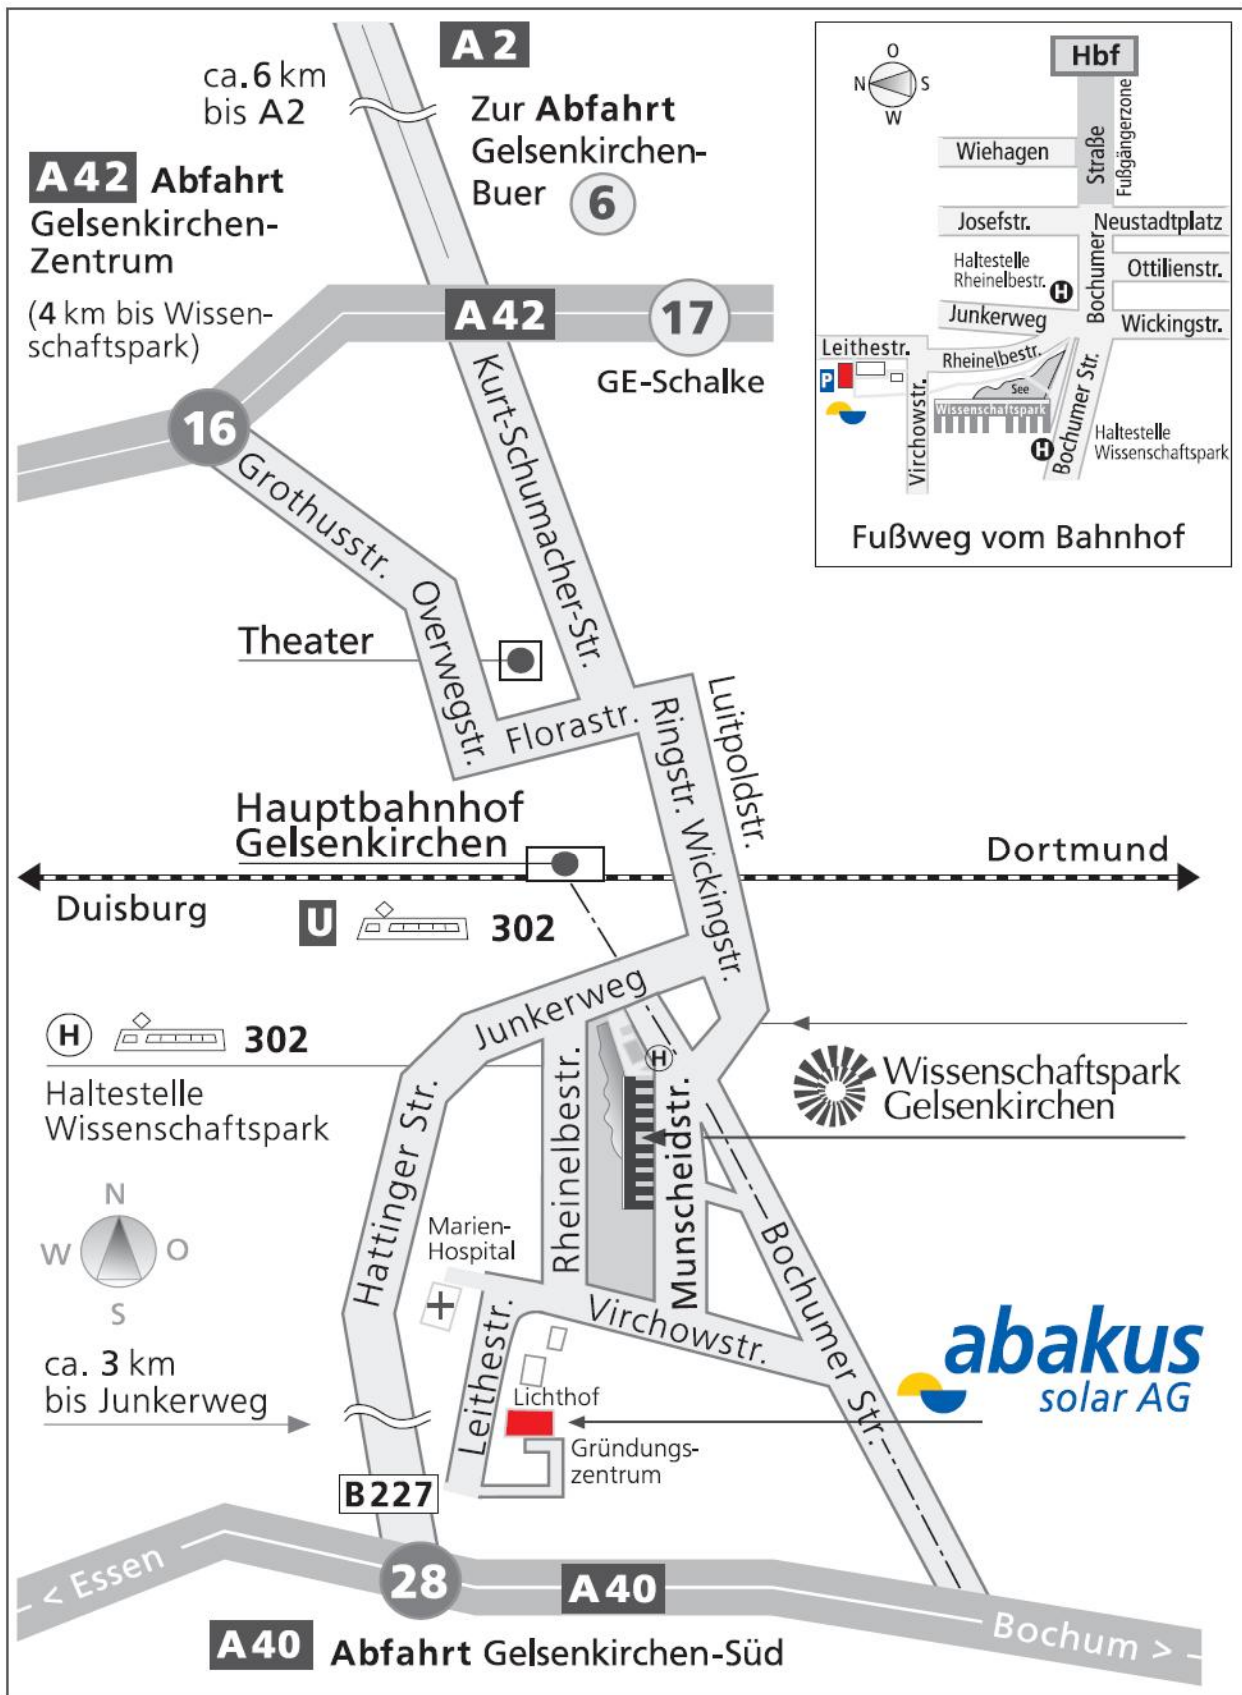 A 2
ca. 6 km
bis A2
Zur Abfahrt
Gelsenkirchen-
Buer 6
A 42 Abfahrt
Gelsenkirchen-
Zentrum
(4 km bis Wissen-
schaftspark)
A 42
17
GE-Schalke
16
Grothusstr.
Kurt-Schumacher-Str.
Overwegstr.
Theater
Florastr.
Ringstr.
Luitpoldstr.
Wickingstr.
Hauptbahnhof
Gelsenkirchen
Dortmund
Duisburg
U 302
Junkerweg
H 302
Haltestelle
Wissenschaftspark
H
Wissenschaftspark
Gelsenkirchen
Hattinger Str.
Rheinelbestr.
Munscheidstr.
N
W O
S
Marien-
Hospital
Bochumer Str.
Virchowstr.
Leithestr.
abakus
solar AG
ca. 3 km
bis Junkerweg
Lichthof
Gründungs-
zentrum
B 227
< Essen
28
A 40
Bochum >
A 40 Abfahrt Gelsenkirchen-Süd
Hbf
O
N S
W
Wiehagen
Straße
Fußgängerzone
Josefstr.
Neustadtplatz
Bochumer
Haltestelle
Rheinelbestr.
H
Ottilienstr.
Junkerweg
Wickingstr.
Leithestr.
Rheinelbestr.
P
See
Wissenschaftspark
Virchowstr.
Bochumer Str.
H
Haltestelle
Wissenschaftspark
Fußweg vom Bahnhof